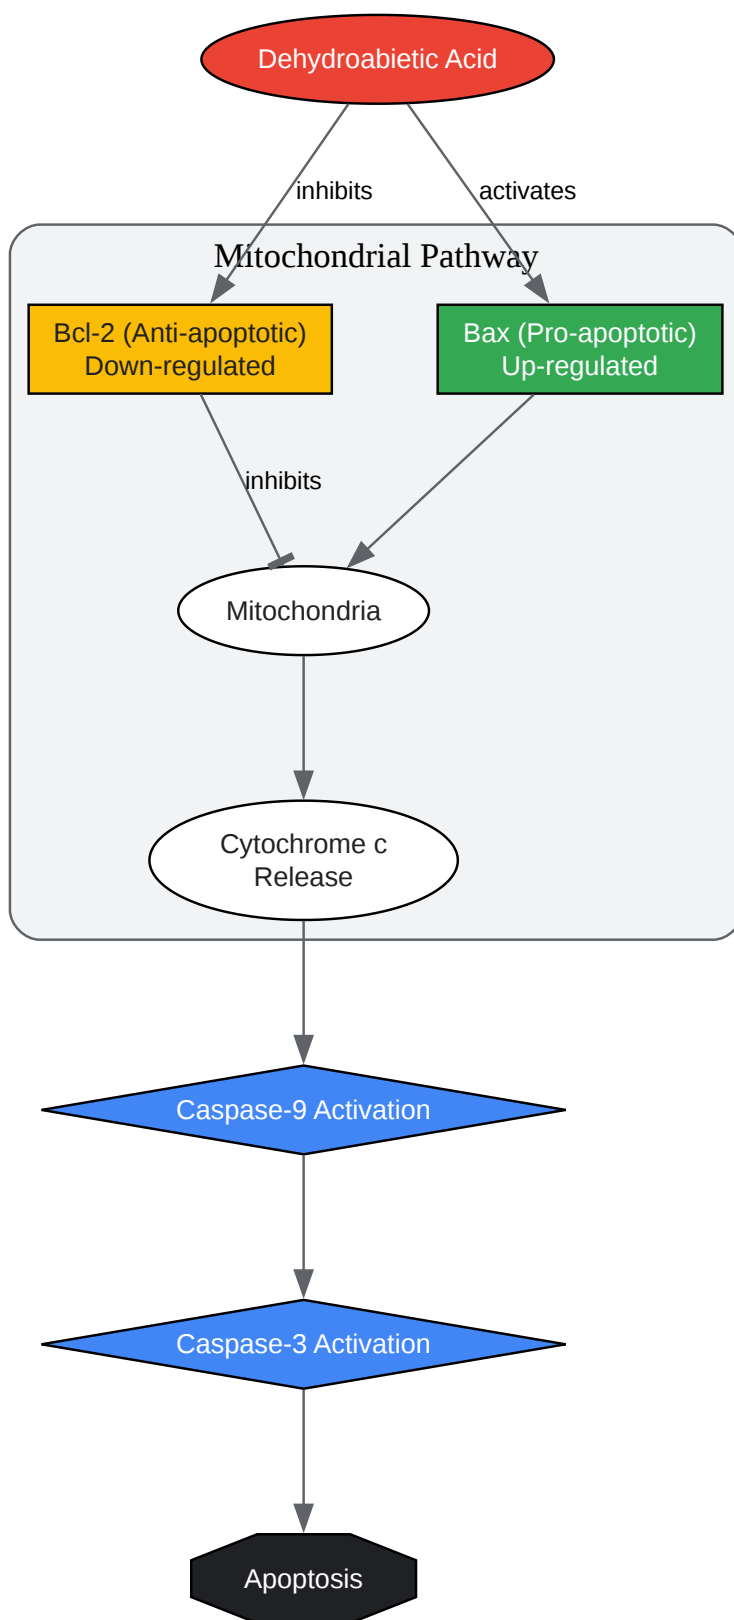 Dehydroabietic Acid
inhibits
activates
Mitochondrial Pathway
Bcl-2 (Anti-apoptotic)
Down-regulated
Bax (Pro-apoptotic)
Up-regulated
inhibits
Mitochondria
Cytochrome c
Release
Caspase-9 Activation
Caspase-3 Activation
Apoptosis